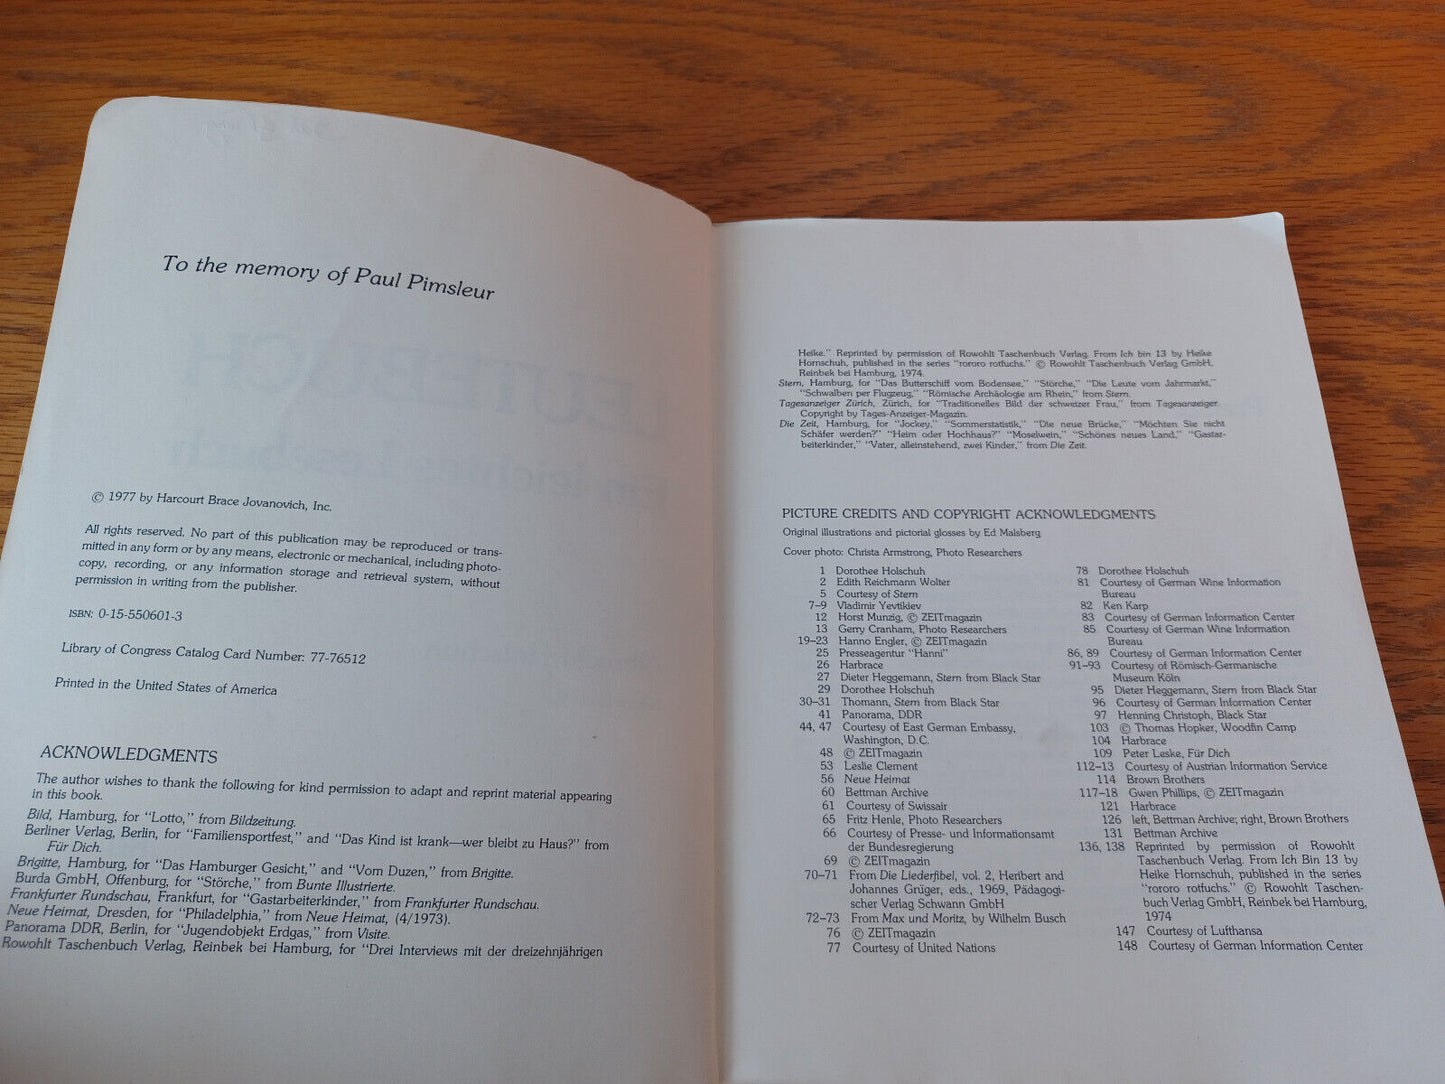 To the memory of Paul Pimsleur
© 1977 by Harcourt Brace Jovanovich, Inc.
All rights reserved. No part of this publication may be reproduced or trans-
mitted in any form or by any means, electronic or mechanical, including photo-
copy, recording, or any information storage and retrieval system, without
permission in writing from the publisher.
ISBN: 0-15-550601-3
Library of Congress Catalog Card Number: 77-76512
Printed in the United States of America
ACKNOWLEDGMENTS
The author wishes to thank the following for kind permission to adapt and reprint material appearing
in this book.
Bild, Hamburg, for "Lotto," from Bildzeitung.
Berliner Verlag, Berlin, for "Familiensportfest," and "Das Kind ist krank—wer bleibt zu Haus?" from
Für Dich.
Brigitte, Hamburg, for "Das Hamburger Gesicht," and "Vom Duzen," from Brigitte.
Burda GmbH, Offenburg, for "Störche," from Bunte Illustrierte.
Frankfurter Rundschau, Frankfurt, for "Gastarbeiterkinder," from Frankfurter Rundschau.
Neue Heimat, Dresden, for "Philadelphia," from Neue Heimat, (4/1973).
Panorama DDR, Berlin, for "Jugendobjekt Erdgas," from Visite.
Rowohlt Taschenbuch Verlag, Reinbek bei Hamburg, for "Drei Interviews mit der dreizehnjährigen
Heike." Reprinted by permission of Rowohlt Taschenbuch Verlag. From Ich bin 13 by Heike
Hornschuh, published in the series "rororo rotfuchs." © Rowohlt Taschenbuch Verlag GmbH,
Reinbek bei Hamburg, 1974.
Stern, Hamburg, for "Das Butterschiff vom Bodensee," "Störche," "Die Leute vom Jahrmarkt,"
"Schwalben per Flugzeug," "Römische Archäologie am Rhein," from Stern.
Tagesanzeiger Zürich, Zürich, for "Traditionelles Bild der schweizer Frau," from Tagesanzeiger.
Copyright by Tages-Anzeiger-Magazin.
Die Zeit, Hamburg, for "Jockey," "Sommerstatistik," "Die neue Brücke," "Möchten Sie nicht
Schäfer werden?" "Heim oder Hochhaus?" "Moselwein," "Schönes neues Land," "Gastar-
beiterkinder," "Vater, alleinstehend, zwei Kinder," from Die Zeit.
PICTURE CREDITS AND COPYRIGHT ACKNOWLEDGMENTS
Original illustrations and pictorial glosses by Ed Malsberg
Cover photo: Christa Armstrong, Photo Researchers
1 Dorothee Holschuh
2 Edith Reichmann Wolter
5 Courtesy of Stern
7–9 Vladimir Yevtikiev
12 Horst Munzig, © ZEITmagazin
13 Gerry Cranham, Photo Researchers
19–23 Hanno Engler, © ZEITmagazin
25 Presseagentur "Hanni"
26 Harbrace
27 Dieter Heggemann, Stern from Black Star
29 Dorothee Holschuh
30–31 Thomann, Stern from Black Star
41 Panorama, DDR
44, 47 Courtesy of East German Embassy,
Washington, D.C.
48 © ZEITmagazin
53 Leslie Clement
56 Neue Heimat
60 Bettman Archive
61 Courtesy of Swissair
65 Fritz Henle, Photo Researchers
66 Courtesy of Presse- und Informationsamt
der Bundesregierung
69 © ZEITmagazin
70–71 From Die Liederfibel, vol. 2, Heribert and
Johannes Grüger, eds., 1969, Pädagogi-
scher Verlag Schwann GmbH
72–73 From Max und Moritz, by Wilhelm Busch
76 © ZEITmagazin
77 Courtesy of United Nations
78 Dorothee Holschuh
81 Courtesy of German Wine Information
Bureau
82 Ken Karp
83 Courtesy of German Information Center
85 Courtesy of German Wine Information
Bureau
86, 89 Courtesy of German Information Center
91–93 Courtesy of Römisch-Germanische
Museum Köln
95 Dieter Heggemann, Stern from Black Star
96 Courtesy of German Information Center
97 Henning Christoph, Black Star
103 © Thomas Hopker, Woodfin Camp
104 Harbrace
109 Peter Leske, Für Dich
112–13 Courtesy of Austrian Information Service
114 Brown Brothers
117–18 Gwen Phillips, © ZEITmagazin
121 Harbrace
126 left, Bettman Archive; right, Brown Brothers
131 Bettman Archive
136, 138 Reprinted by permission of Rowohlt
Taschenbuch Verlag. From Ich Bin 13 by
Heike Hornschuh, published in the series
"rororo rotfuchs." © Rowohlt Taschen-
buch Verlag GmbH, Reinbek bei Hamburg,
1974
147 Courtesy of Lufthansa
148 Courtesy of German Information Center